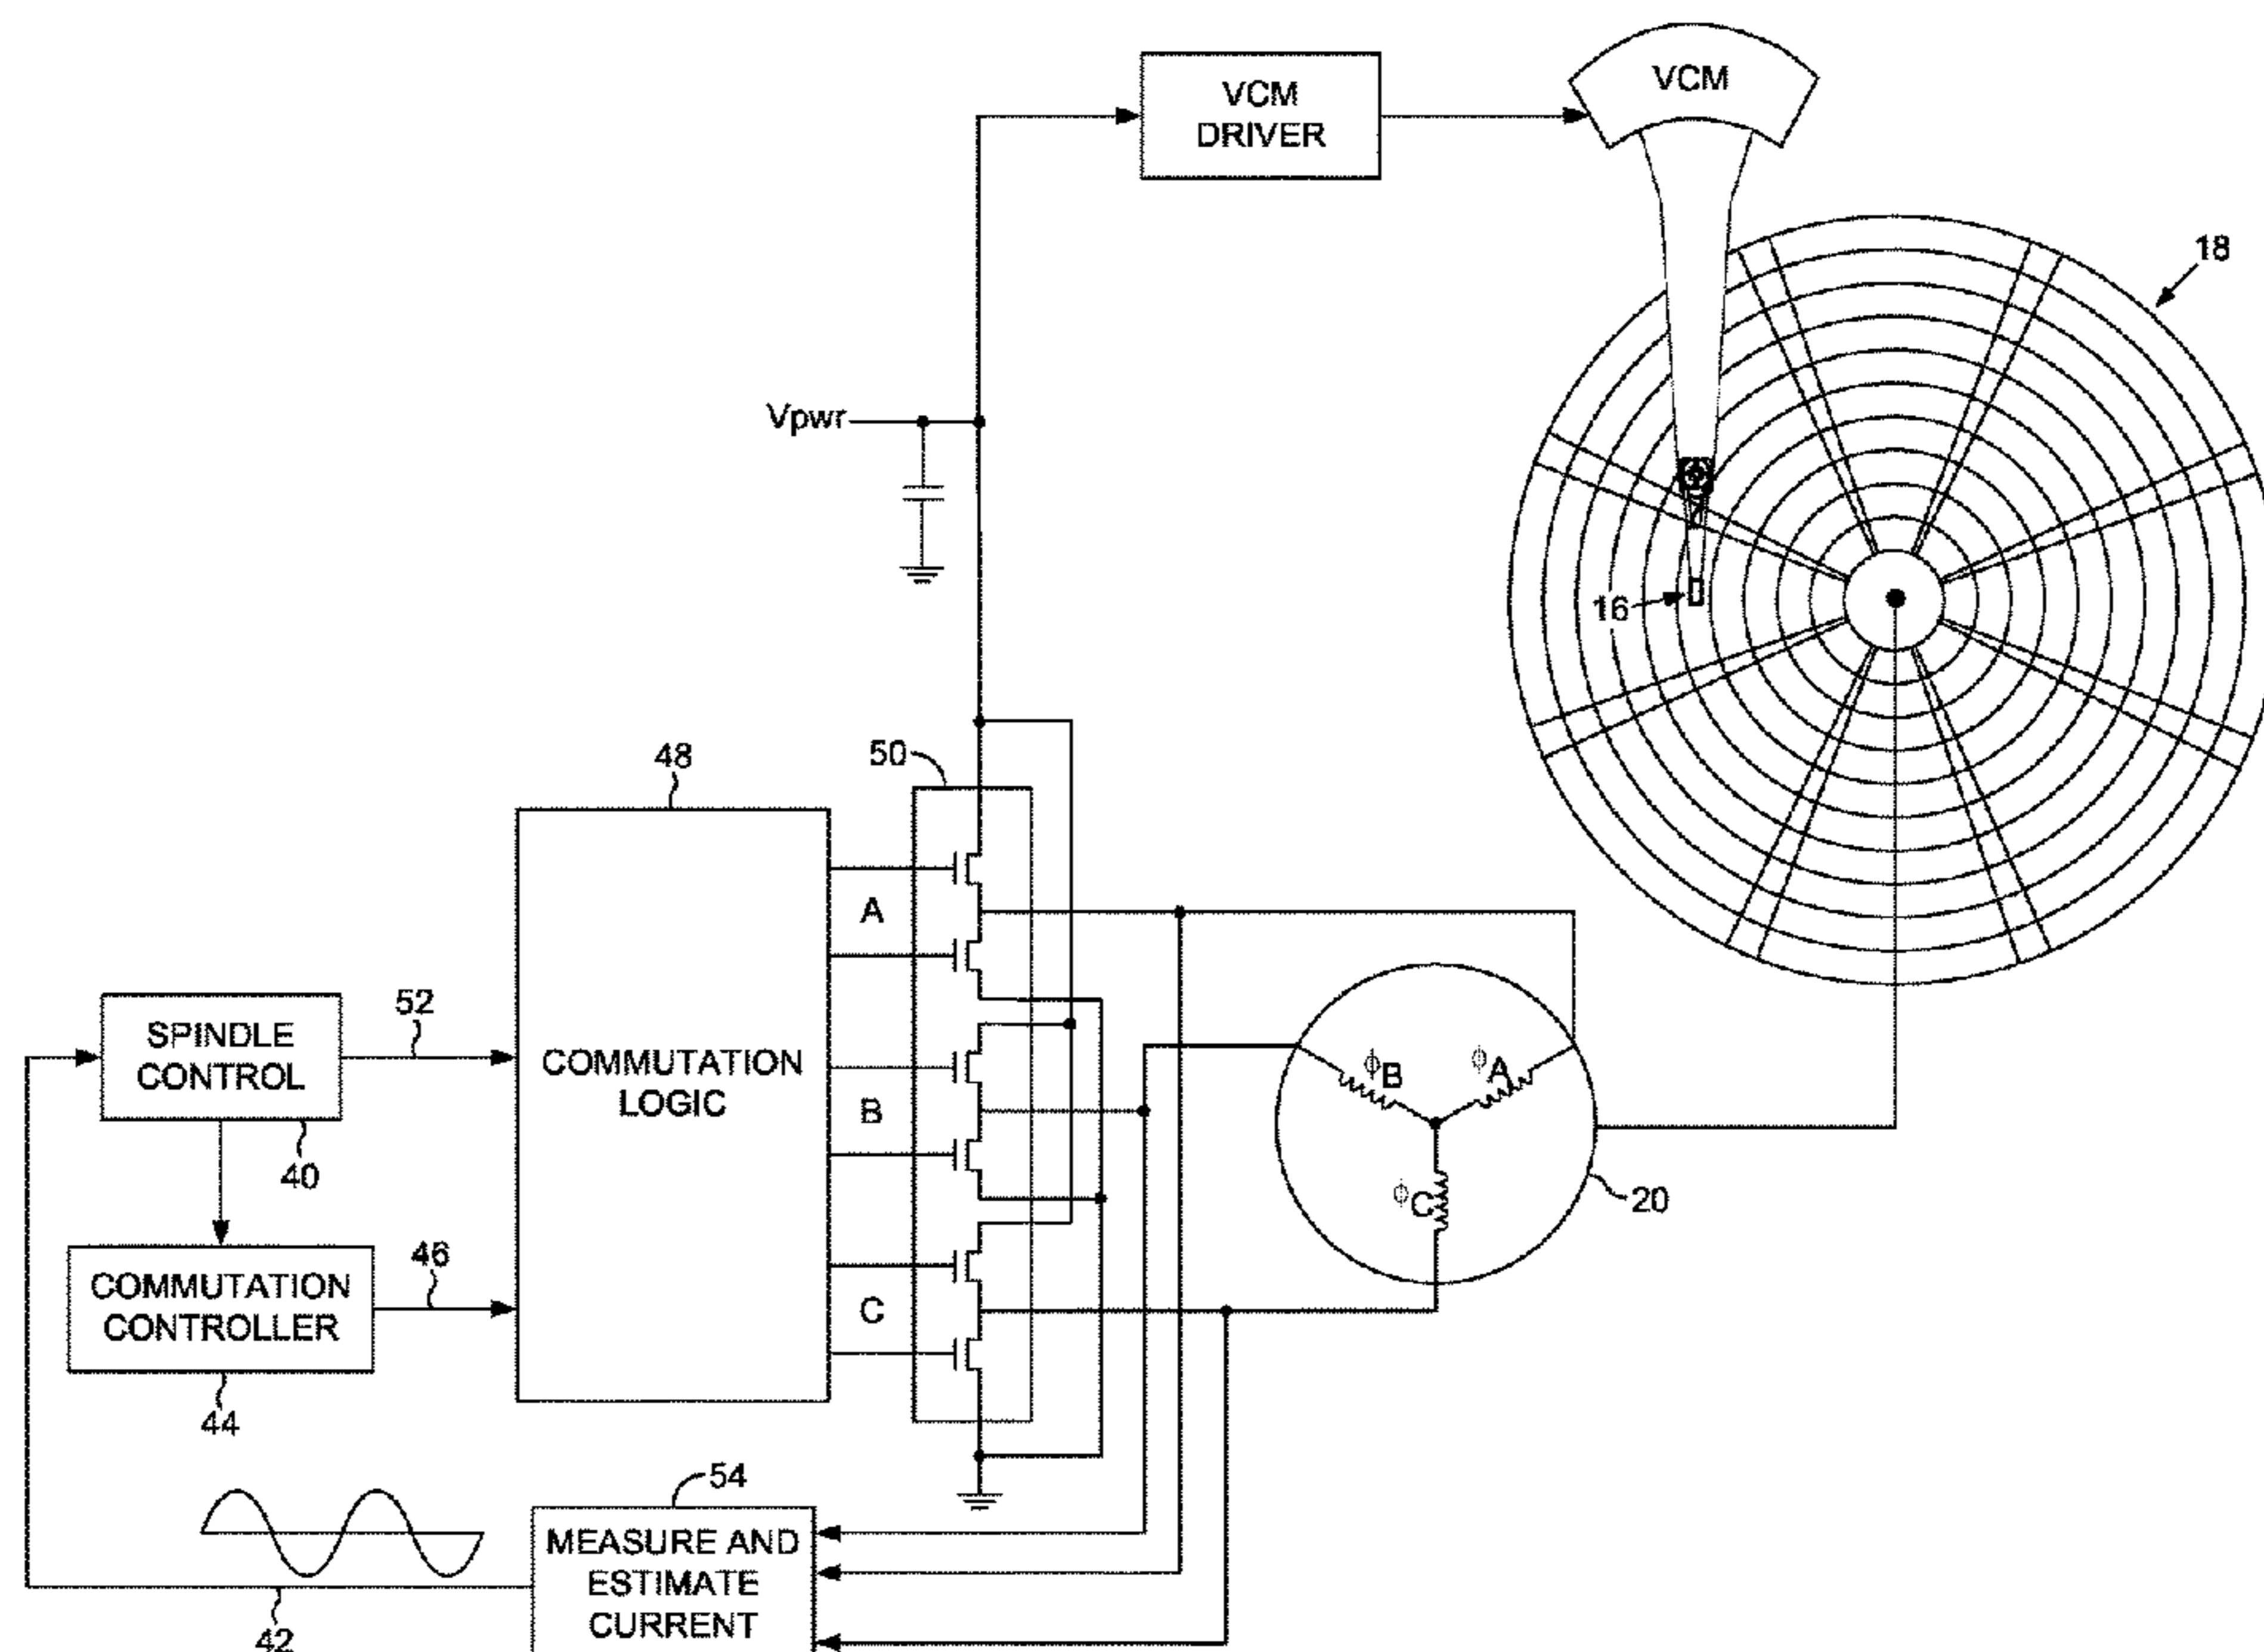 VCM
DRIVER
VCM
18
Vpwr
16
50
48
A
52
SPINDLE
CONTROL
COMMUTATION
LOGIC
B
ϕB
ϕA
40
ϕC
20
46
COMMUTATION
CONTROLLER
C
44
54
MEASURE AND
ESTIMATE
CURRENT
42